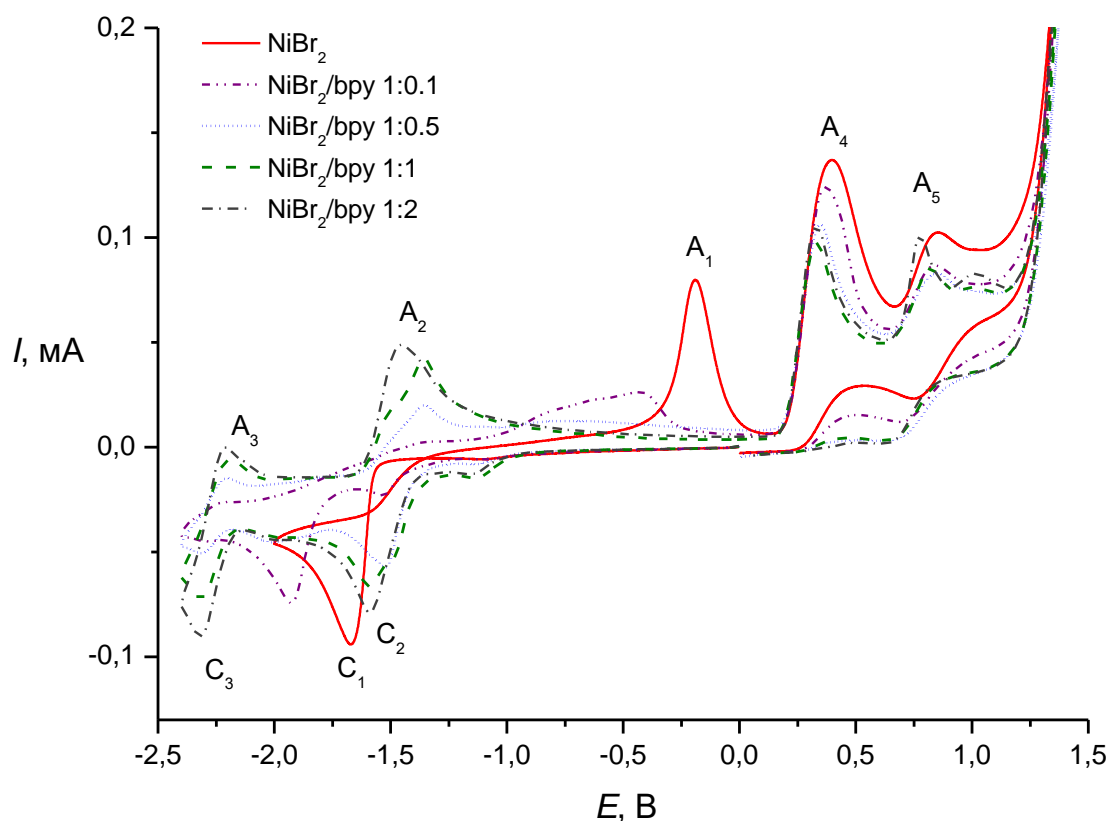 0,2
0,1
0,0
-0,1
I, мА
NiBr₂
NiBr₂/bpy 1:0.1
NiBr₂/bpy 1:0.5
NiBr₂/bpy 1:1
NiBr₂/bpy 1:2
A₄
A₅
A₁
A₂
A₃
C₂
C₃
C₁
-2,5 -2,0 -1,5 -1,0 -0,5 0,0 0,5 1,0 1,5
E, В